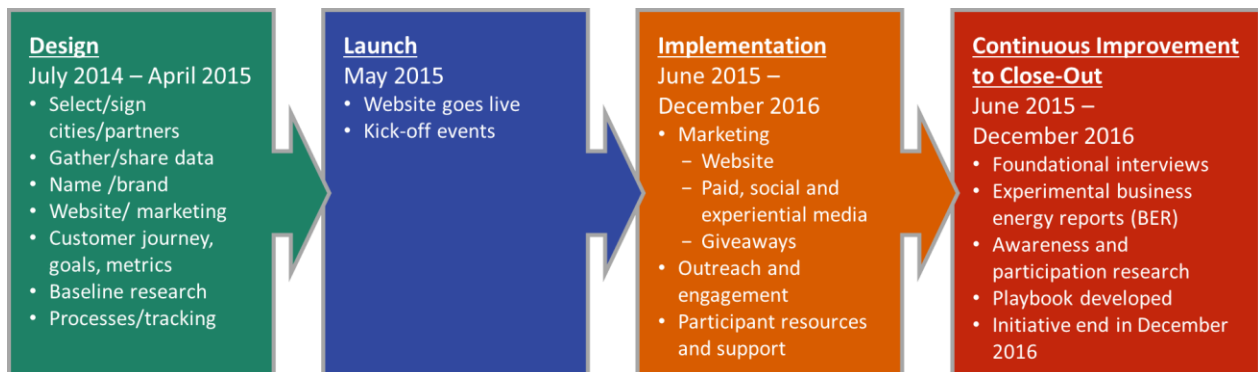 Design
July 2014 – April 2015
• Select/sign
cities/partners
• Gather/share data
• Name /brand
• Website/ marketing
• Customer journey,
goals, metrics
• Baseline research
• Processes/tracking
Launch
May 2015
• Website goes live
• Kick-off events
Implementation
June 2015 –
December 2016
• Marketing
– Website
– Paid, social and
experiential media
– Giveaways
• Outreach and
engagement
• Participant resources
and support
Continuous Improvement
to Close-Out
June 2015 –
December 2016
• Foundational interviews
• Experimental business
energy reports (BER)
• Awareness and
participation research
• Playbook developed
• Initiative end in December
2016